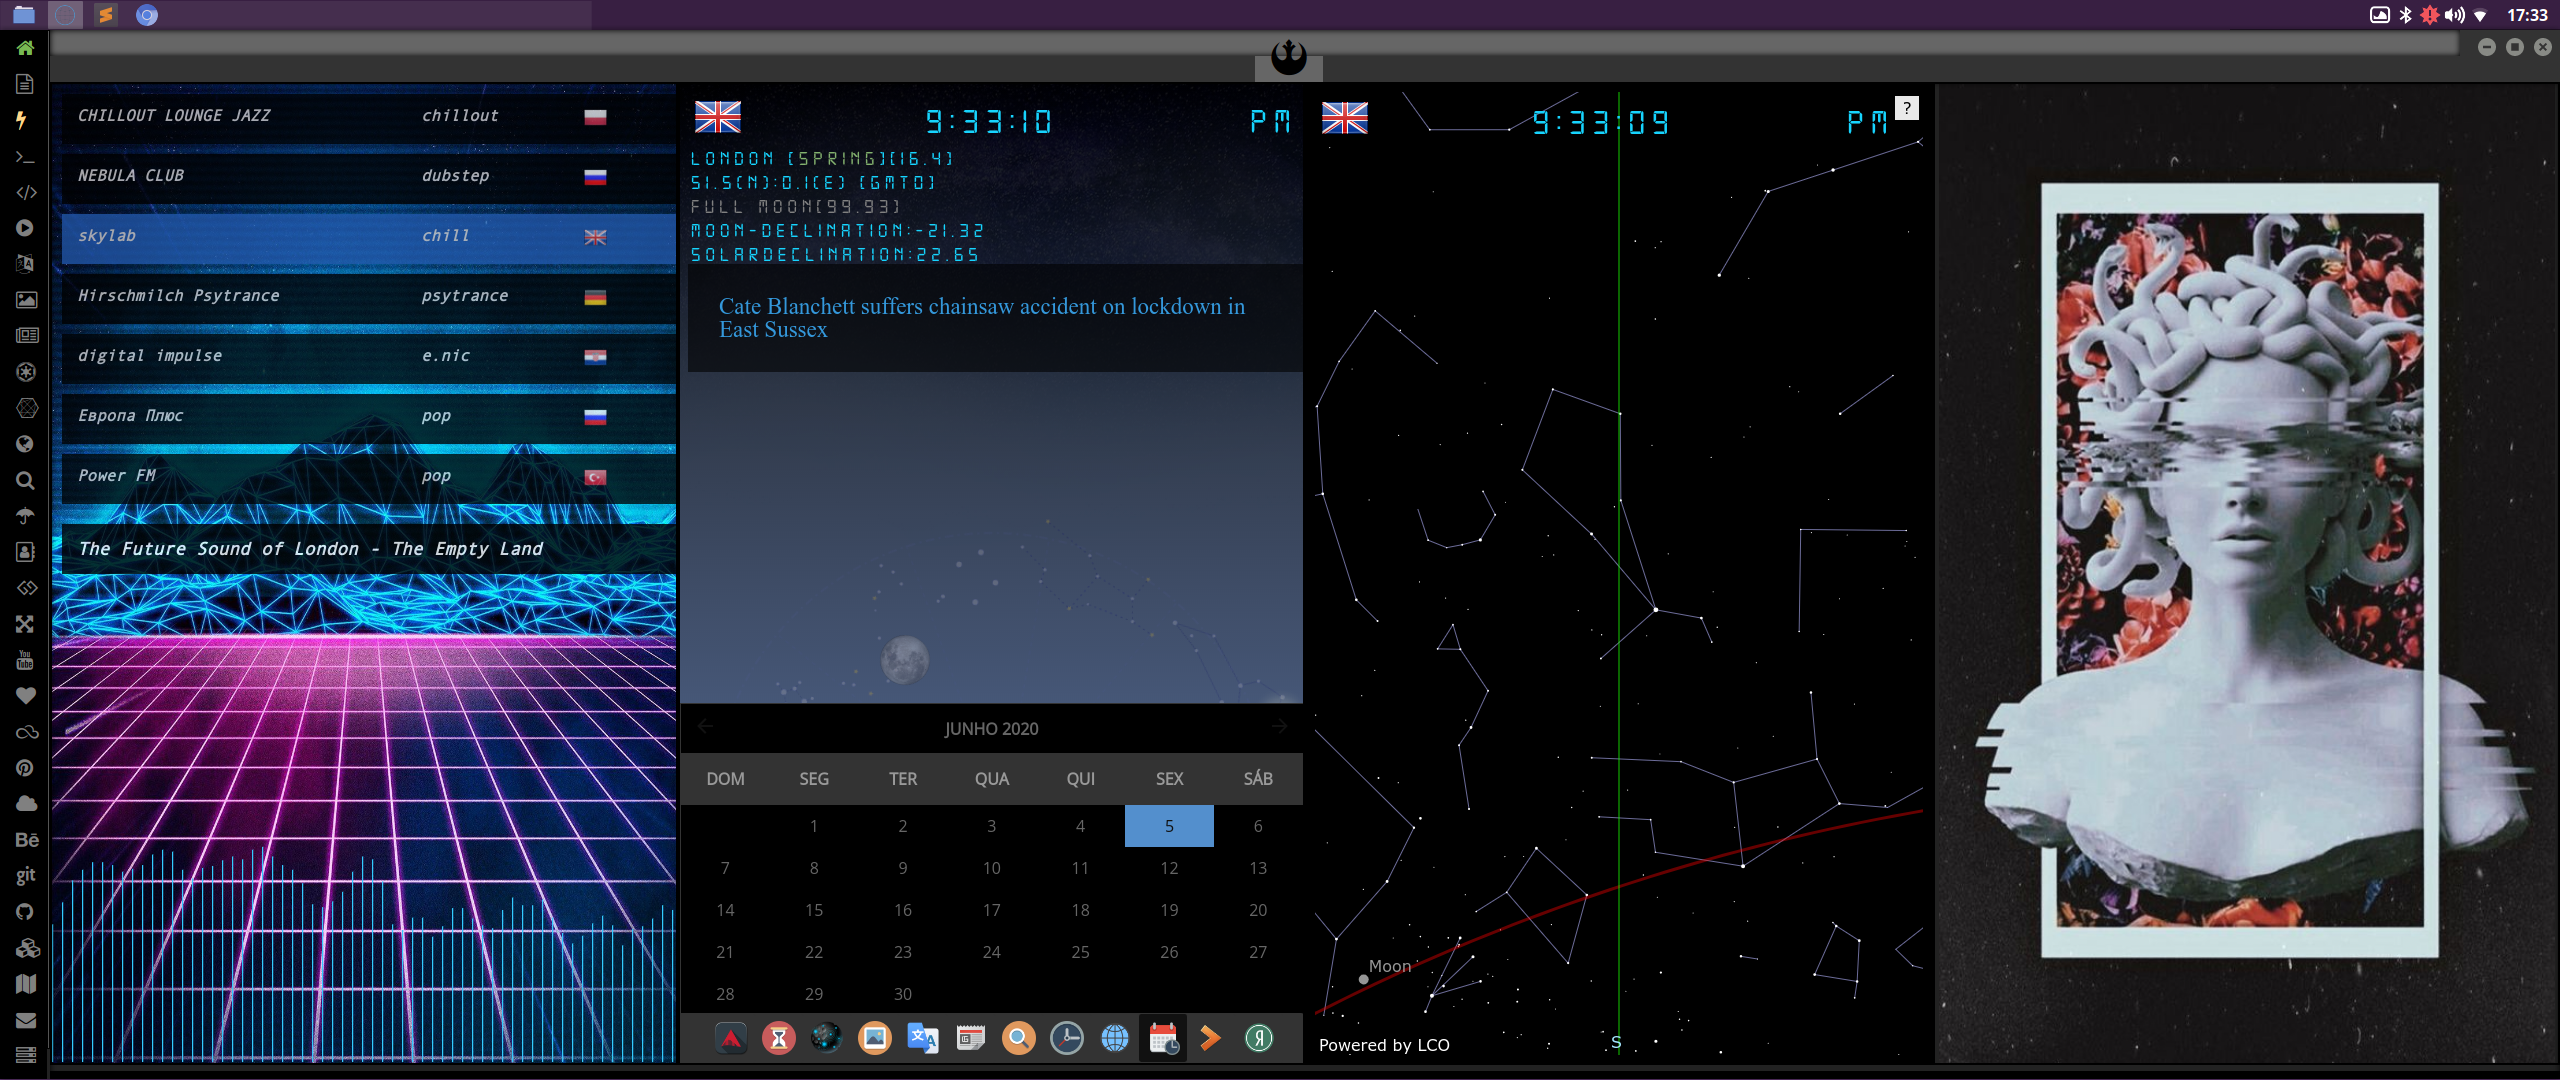 17:33
CHILLOUT LOUNGE JAZZ chillout
NEBULA CLUB dubstep
skylab chill
Hirschmilch Psytrance psytrance
digital impulse e.nic
Европа Плюс pop
Power FM pop
The Future Sound of London - The Empty Land
You
Tube
Bē
git
9:33:10 PM
LONDON [SPRING][16.4]
51.5(N):0.1(E) [GMT0]
FULL MOON[99.93]
MOON-DECLINATION:-21.32
SOLARDECLINATION:22.65
Cate Blanchett suffers chainsaw accident on lockdown in
East Sussex
JUNHO 2020
DOM SEG TER QUA QUI SEX SÁB
1 2 3 4 5 6
7 8 9 10 11 12 13
14 15 16 17 18 19 20
21 22 23 24 25 26 27
28 29 30
9:33:09 PM ?
Moon
Powered by LCO
S